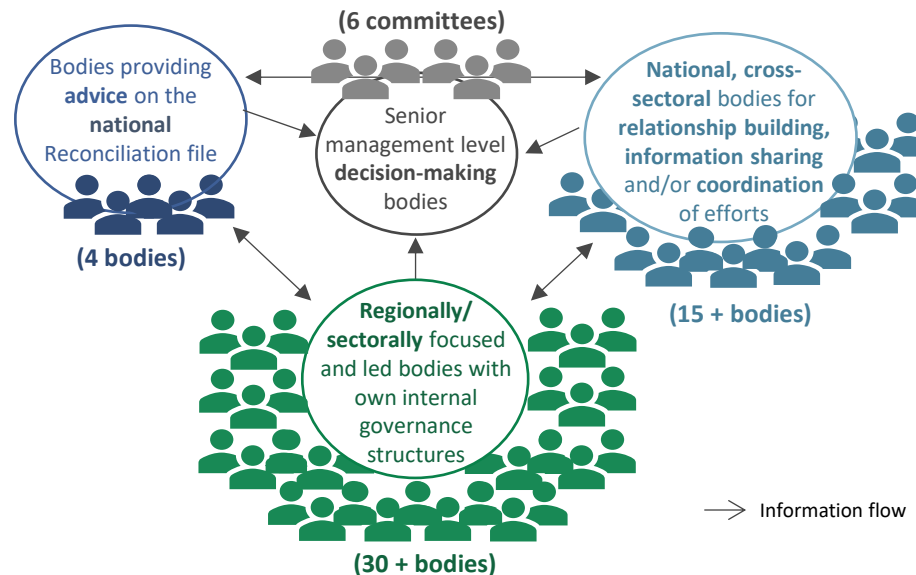 (6 committees)
Bodies providing
advice on the
national
Reconciliation file
(4 bodies)
Senior
management level
decision-making
bodies
National, cross-
sectoral bodies for
relationship building,
information sharing
and/or coordination
of efforts
(15 + bodies)
Regionally/
sectorally focused
and led bodies with
own internal
governance
structures
(30 + bodies)
Information flow